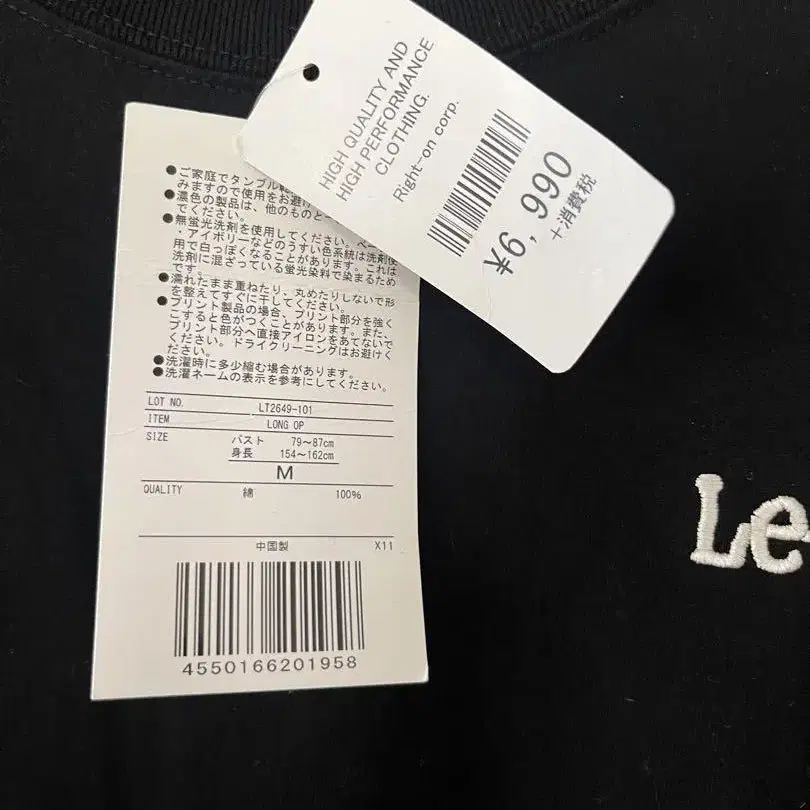 HIGH QUALITY AND
HIGH PERFORMANCE
CLOTHING.
Right-on corp.
¥6,990
+消費税
●ご家庭でタンブル
みますので使用をお避け
●濃色の製品は、他のものと
でください。
●無蛍光洗剤を使用してください。ベー
・アイボリーなどのうすい色系統は洗剤使
用で白っぽくなることがあります。これは
洗剤に混ざっている蛍光染料で染まるため
です。
●濡れたまま重ねたり、丸めたりしないで形
を整えてすぐに干してください。
●プリント製品の場合、プリント部分を強く
こすると色がつくことがあります。また、
プリント部分へ直接アイロンをあてないで
ください。ドライクリーニングはお避けく
ださい。
●洗濯時に多少縮む場合があります。
●洗濯ネームの表示を参考にしてください。
LOT NO. LT2649-101
ITEM LONG OP
SIZE バスト 79～87cm
身長 154～162cm
M
QUALITY 綿 100%
中国製 X11
4550166201958
Le